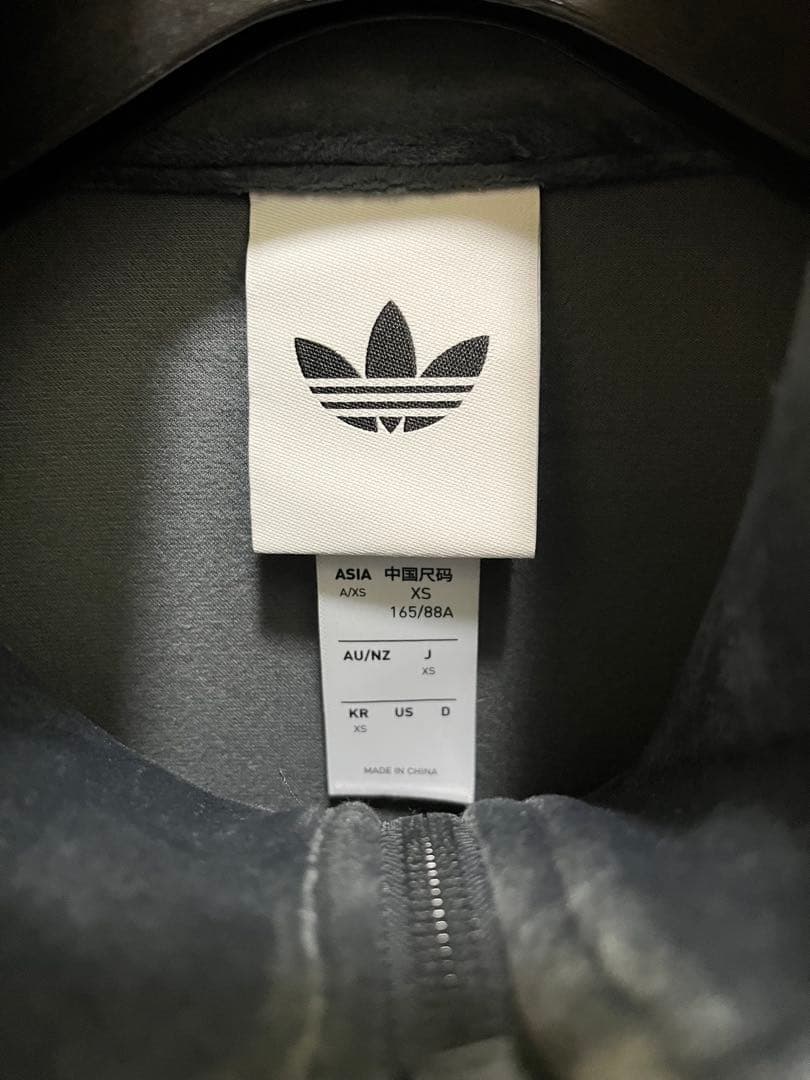 ASIA 中国尺码
A/XS XS
165/88A
AU/NZ J
XS
KR US D
XS
MADE IN CHINA